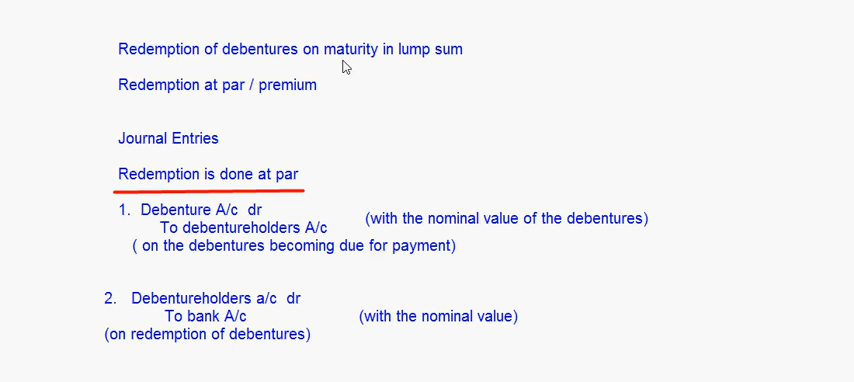 Redemption of debentures on maturity in lump sum
Redemption at par / premium
Journal Entries
Redemption is done at par
1. Debenture A/c dr
To debentureholders A/c (with the nominal value of the debentures)
( on the debentures becoming due for payment)
2. Debentureholders a/c dr
To bank A/c (with the nominal value)
(on redemption of debentures)